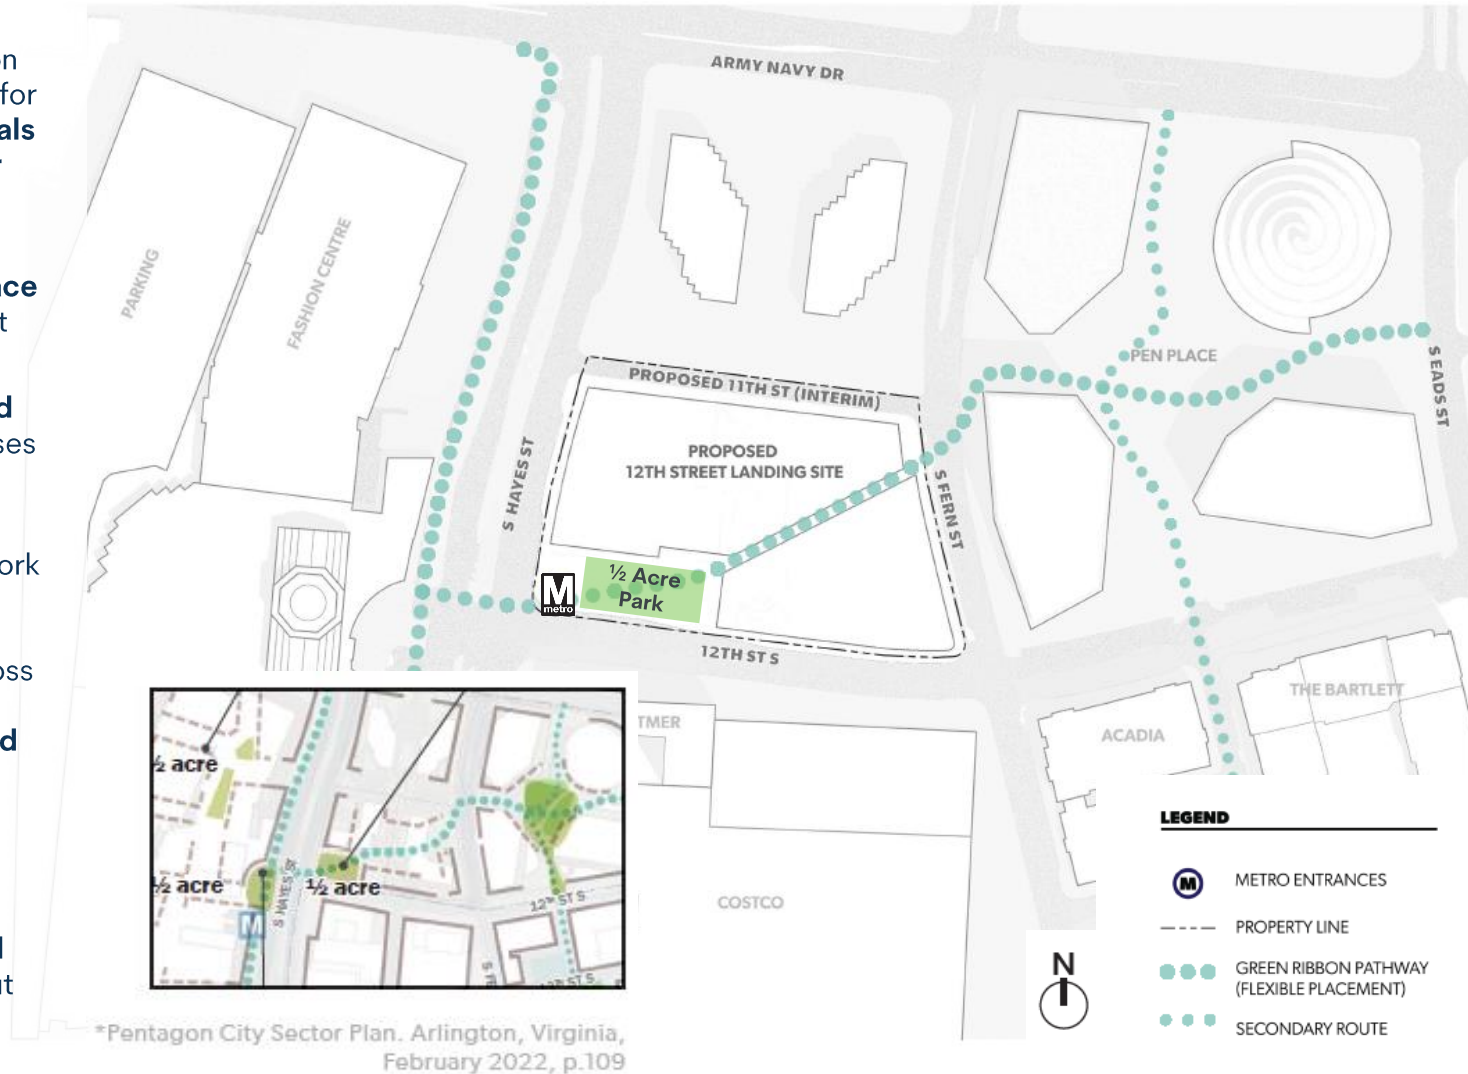 n
for
als
ace
t
d
ses
ork
oss
d
l
ut
ARMY NAVY DR
PARKING
FASHION CENTRE
PEN PLACE
S EADS ST
PROPOSED 11TH ST (INTERIM)
PROPOSED
12TH STREET LANDING SITE
S HAYES ST
S FERN ST
M
metro
½ Acre
Park
12TH ST S
TMER
ACADIA
THE BARTLETT
COSTCO
½ acre
½ acre
½ acre
S HAYES ST
M
12TH ST S
*Pentagon City Sector Plan. Arlington, Virginia,
February 2022, p.109
N
LEGEND
M
METRO ENTRANCES
PROPERTY LINE
GREEN RIBBON PATHWAY
(FLEXIBLE PLACEMENT)
SECONDARY ROUTE